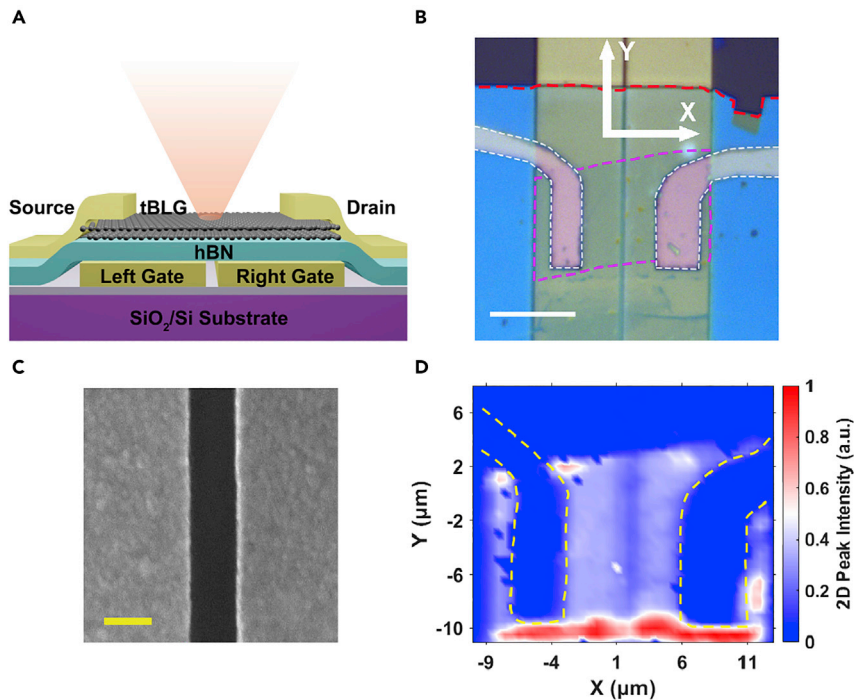 A
Source
tBLG
Drain
hBN
Left Gate
Right Gate
SiO2/Si Substrate
B
Y
X
C
D
6
2
-2
-6
-10
Y (μm)
-9
-4
1
6
11
X (μm)
1
0.8
0.6
0.4
0.2
0
2D Peak Intensity (a.u.)